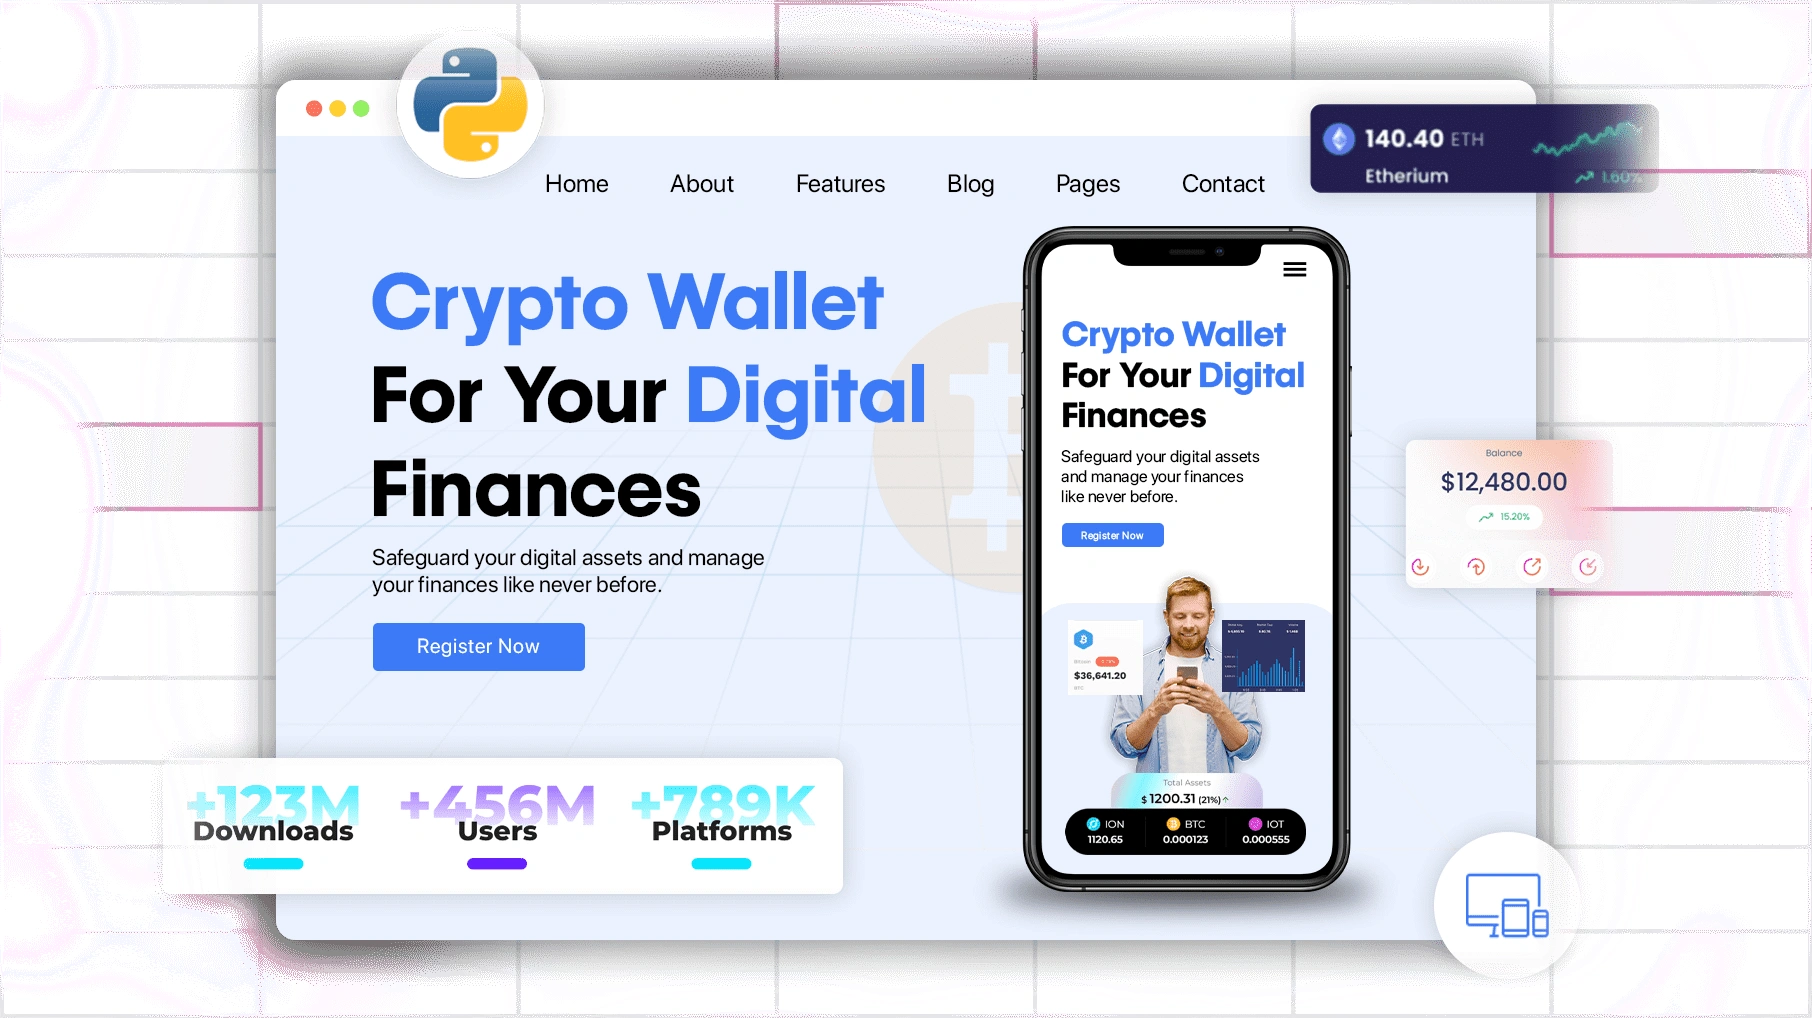 140.40 ETH
Etherium
1.60%
Home About Features Blog Pages Contact
Crypto Wallet
For Your Digital
Finances
Safeguard your digital assets and manage
your finances like never before.
Register Now
+123M +456M +789K
Downloads Users Platforms
Crypto Wallet
For Your Digital
Finances
Safeguard your digital assets
and manage your finances
like never before.
Register Now
Bitcoin
$36,641.20
BTC
Total Assets
$ 1200.31 (21%)
ION BTC IOT
1120.65 0.000123 0.000555
Balance
$12,480.00
15.20%